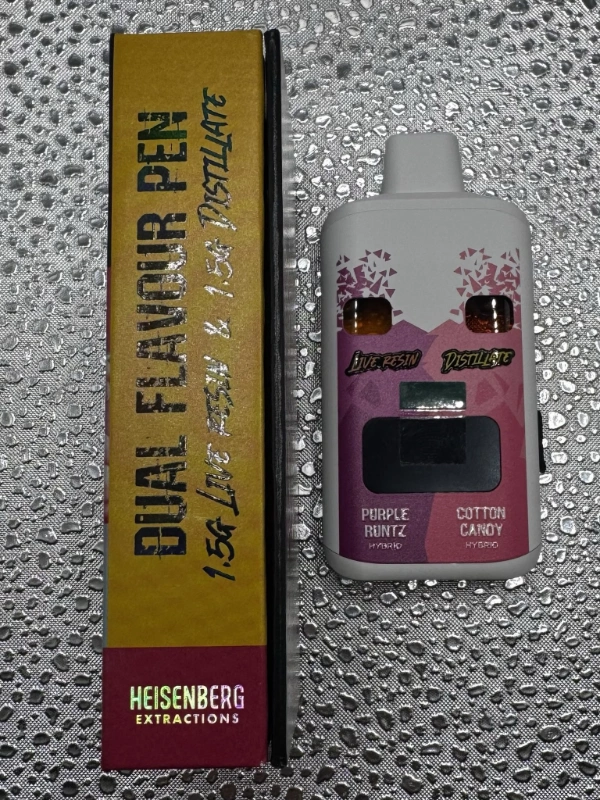 DUAL FLAVOUR PEN
1.5G LIVE RESIN & 1.5G DISTILLATE
HEISENBERG
EXTRACTIONS
LIVE RESIN
DISTILLATE
PURPLE
RUNTZ
HYBRID
COTTON
CANDY
HYBRID